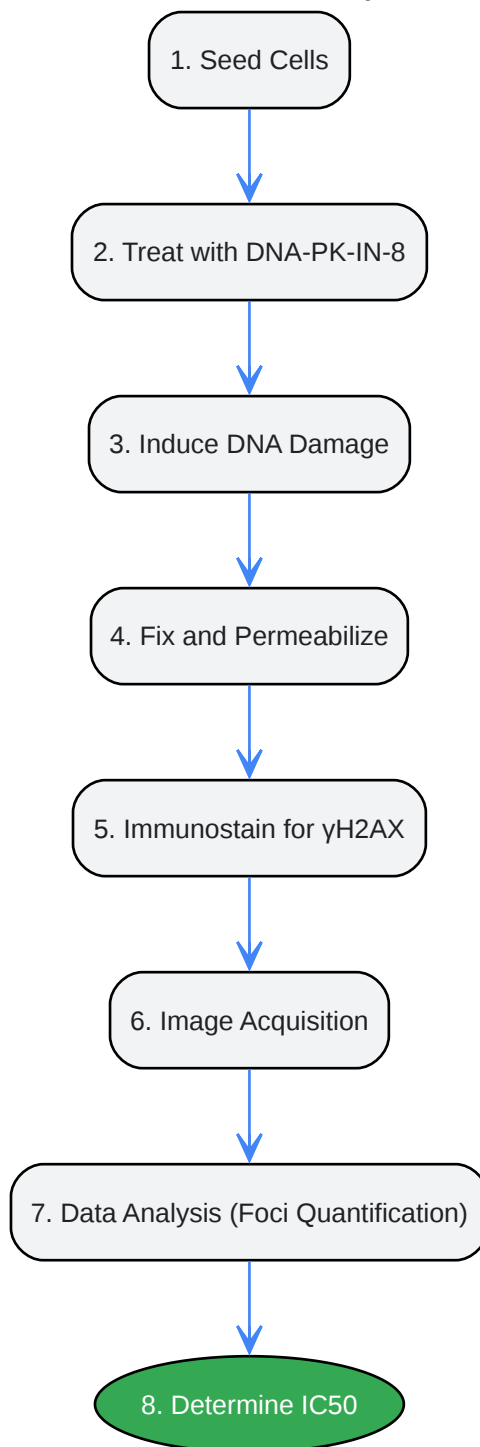 1. Seed Cells
2. Treat with DNA-PK-IN-8
3. Induce DNA Damage
4. Fix and Permeabilize
5. Immunostain for γH2AX
6. Image Acquisition
7. Data Analysis (Foci Quantification)
8. Determine IC50